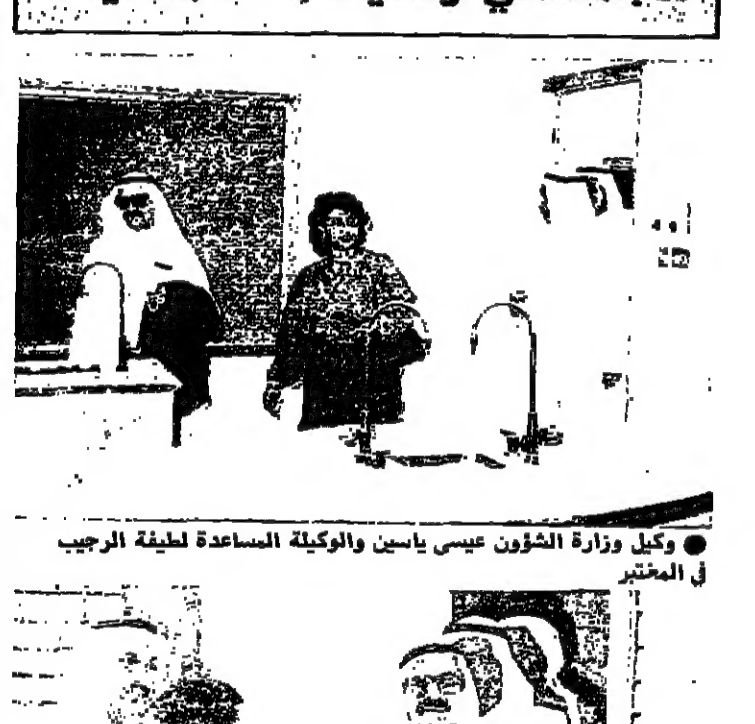 ● وكيل وزارة الشؤون عيسى ياسين والوكيلة المساعدة لطيفة الرجيب
في المختبر